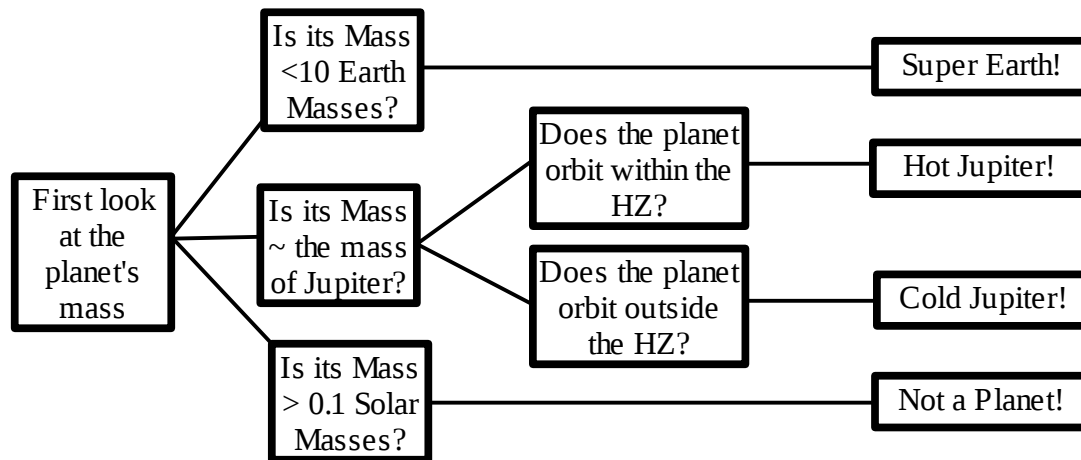 First look
at the
planet's
mass
Is its Mass
<10 Earth
Masses?
Super Earth!
Is its Mass
~ the mass
of Jupiter?
Does the planet
orbit within the
HZ?
Hot Jupiter!
Does the planet
orbit outside
the HZ?
Cold Jupiter!
Is its Mass
> 0.1 Solar
Masses?
Not a Planet!